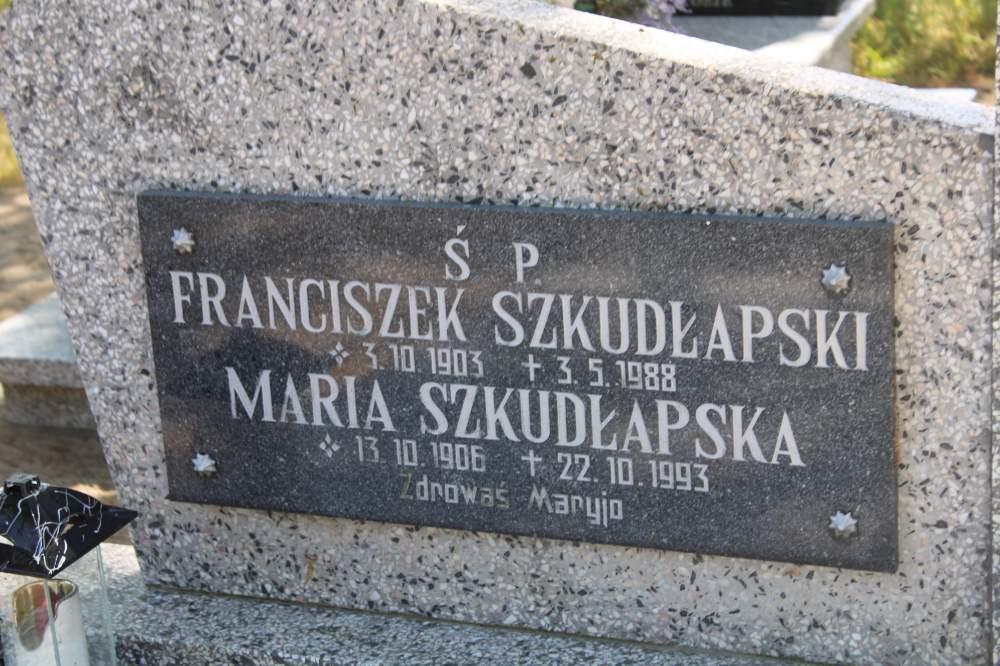 Ś P.
FRANCISZEK SZKUDŁAPSKI
3.10 1903 3.5.1988
MARIA SZKUDŁAPSKA
13.10.1906 22.10.1993
Zdrowaś Maryjo